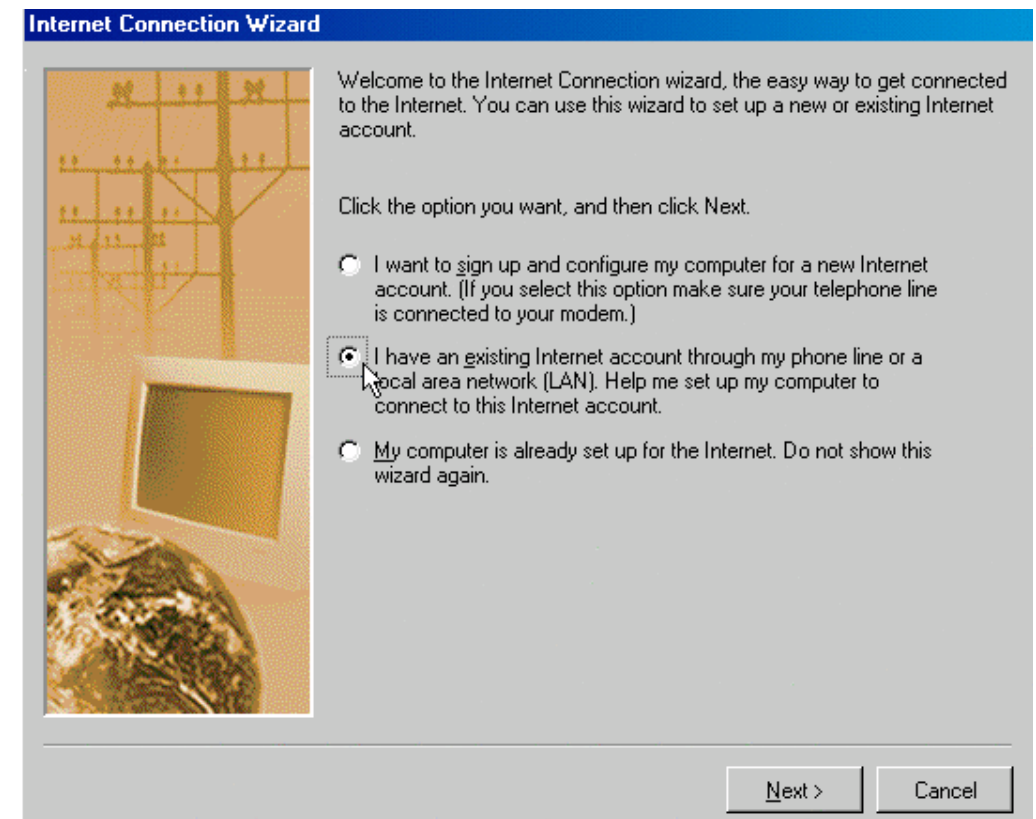 Internet Connection Wizard
Welcome to the Internet Connection wizard, the easy way to get connected
to the Internet. You can use this wizard to set up a new or existing Internet
account.
Click the option you want, and then click Next.
I want to sign up and configure my computer for a new Internet
account. (If you select this option make sure your telephone line
is connected to your modem.)
I have an existing Internet account through my phone line or a
local area network (LAN). Help me set up my computer to
connect to this Internet account.
My computer is already set up for the Internet. Do not show this
wizard again.
Next >
Cancel